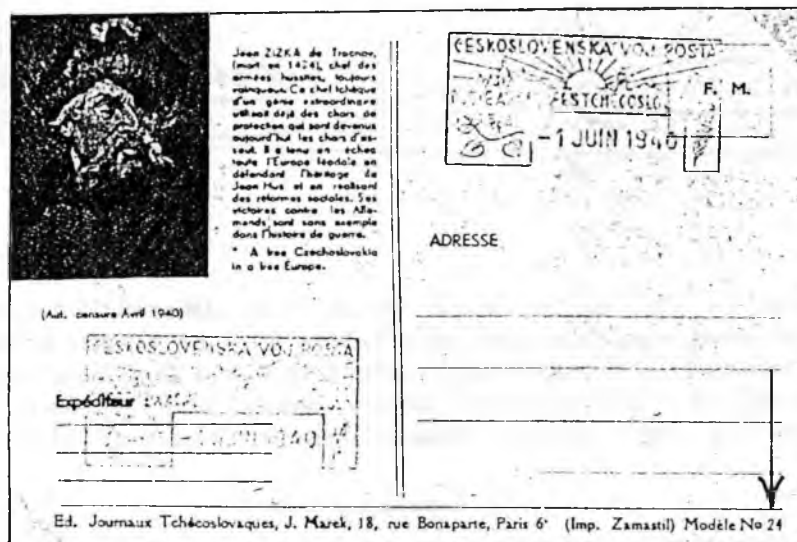 Jean ZIZKA de Trocnov,
(mort en 1424), chef des
armées hussites, toujours
vainqueur. Ce chef tchèque
d'un génie extraordinaire
utilisait déjà des chars de
protection qui sont devenus
aujourd'hui les chars d'as-
saut. Il a tenu en échec
toute l'Europe féodale en
défendant l'héritage de
Jean Hus et en réalisant
des réformes sociales. Ses
victoires contre les Alle-
mands sont sans exemple
dans l'histoire de guerre.
* A free Czechoslovakia
in a free Europe.
(Aut. censure Avril 1940)
ČESKOSLOVENSKÁ VOJ. POŠTA
Expéditeur
JUIN 1940
ČESKOSLOVENSKÁ VOJ. POŠTA
F. M.
-1 JUIN 1940
ADRESSE
Ed. Journaux Tchécoslovaques, J. Marek, 18, rue Bonaparte, Paris 6e (Imp. Zamastil) Modèle No 24